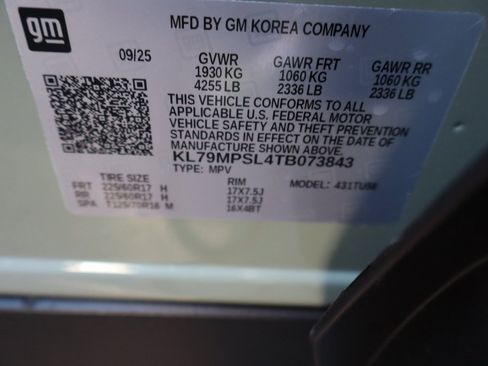 gm
MFD BY GM KOREA COMPANY
09/25 GVWR GAWR FRT GAWR RR
1930 KG 1060 KG 1060 KG
4255 LB 2336 LB 2336 LB
THIS VEHICLE CONFORMS TO ALL
APPLICABLE U.S. FEDERAL MOTOR
VEHICLE SAFETY AND THEFT PREVENTION
STANDARDS IN EFFECT ON THE DATE OF
MANUFACTURE SHOWN ABOVE.
KL79MPSL4TB073843
TYPE: MPV
TIRE SIZE RIM
FRT 225/60R17 H 17X7.5J
RR 225/60R17 H 17X7.5J
SPA T125/70R16 M 16X4BT